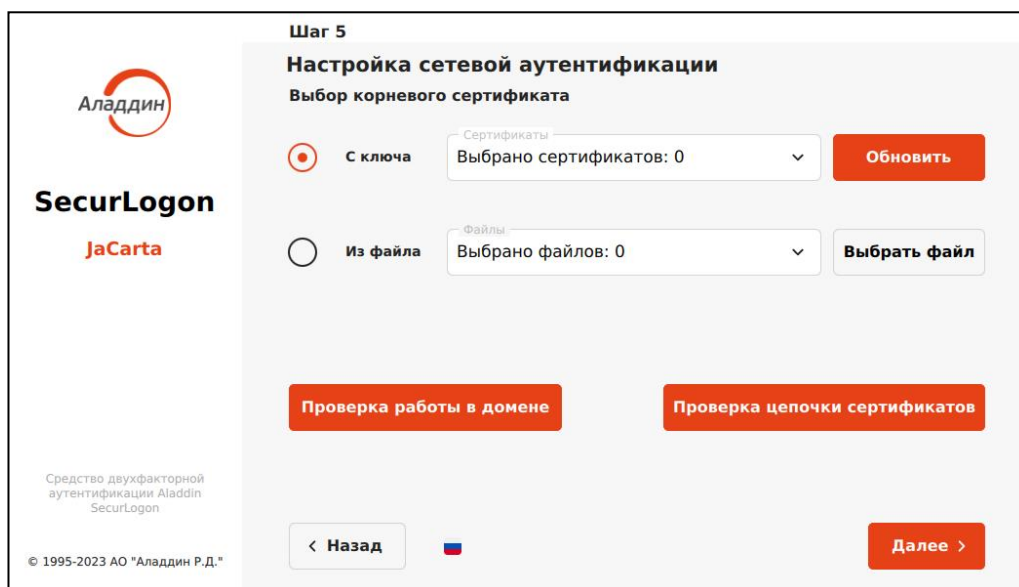 Шаг 5
Настройка сетевой аутентификации
Выбор корневого сертификата
Аладдин
SecurLogon
JaCarta
С ключа
Сертификаты
Выбрано сертификатов: 0
Обновить
Из файла
Файлы
Выбрано файлов: 0
Выбрать файл
Проверка работы в домене
Проверка цепочки сертификатов
Средство двухфакторной
аутентификации Aladdin
SecurLogon
© 1995-2023 АО "Аладдин Р.Д."
Назад
Далее